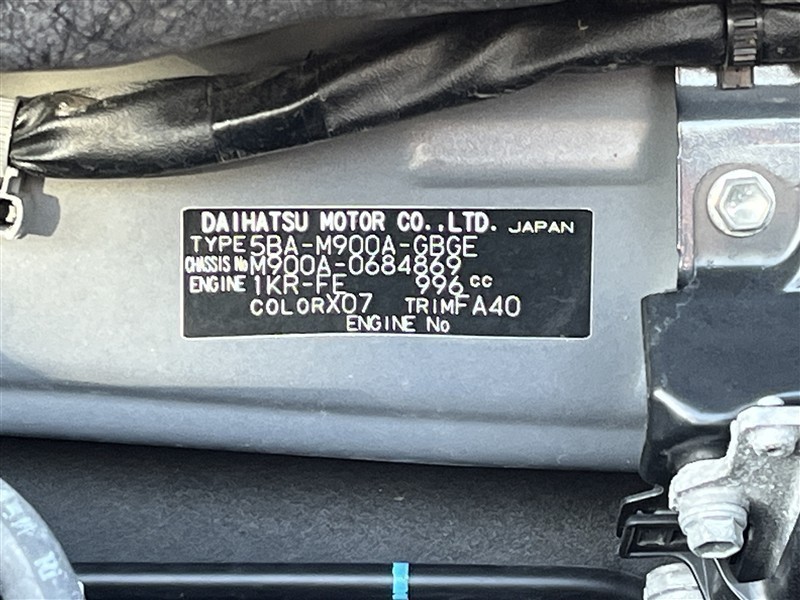 DAIHATSU MOTOR CO.,LTD. JAPAN
TYPE 5BA-M900A-GBGE
CHASSIS No M900A-0684869
ENGINE 1KR-FE 996 cc
COLOR X07 TRIM FA40
ENGINE No